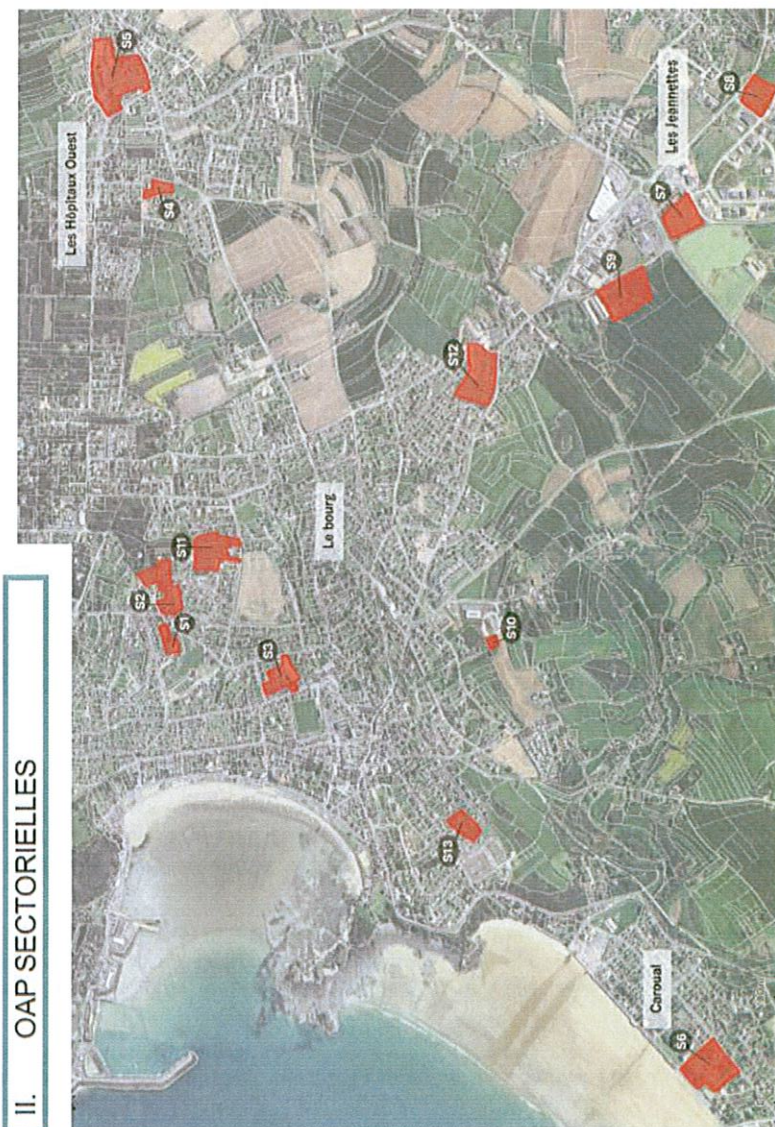 II. OAP SECTORIELLES
Les Hôpitaux Ouest
S5
S4
S2
S1
S11
S3
Le bourg
S12
S9
S7
Les Jeannettes
S8
S10
S13
Caroual
S6